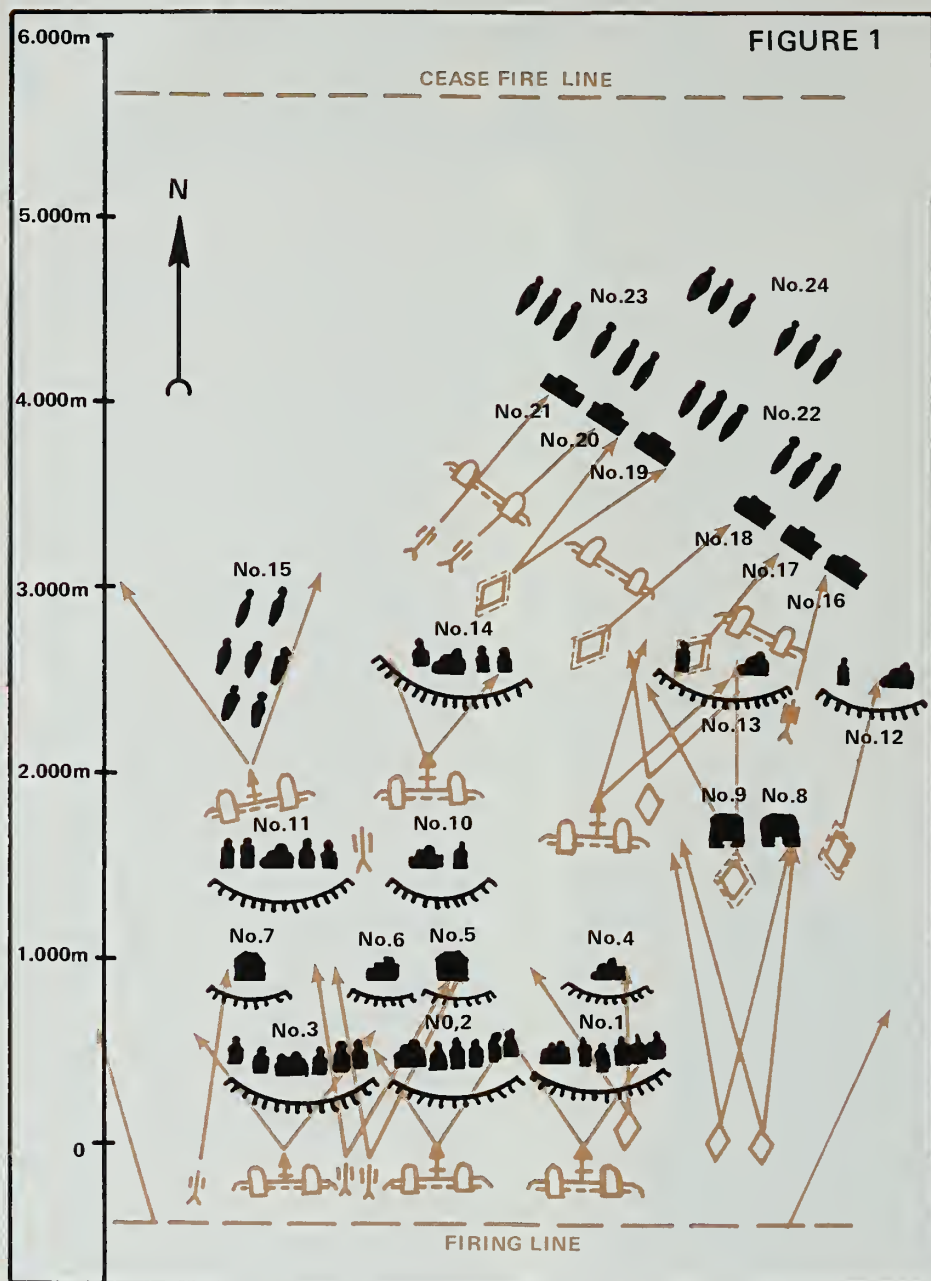 FIGURE 1
6.000m
CEASE FIRE LINE
N
5.000m
No.24
No.23
4.000m
No.21
No.22
No.20
No.19
No.18
No.17
3.000m
No.15
No.16
No.14
No.13
No.12
2.000m
No.9
No.8
No.11
No.10
1.000m
No.7
No.6
No.5
No.4
No.3
N0,2
No.1
0
FIRING LINE